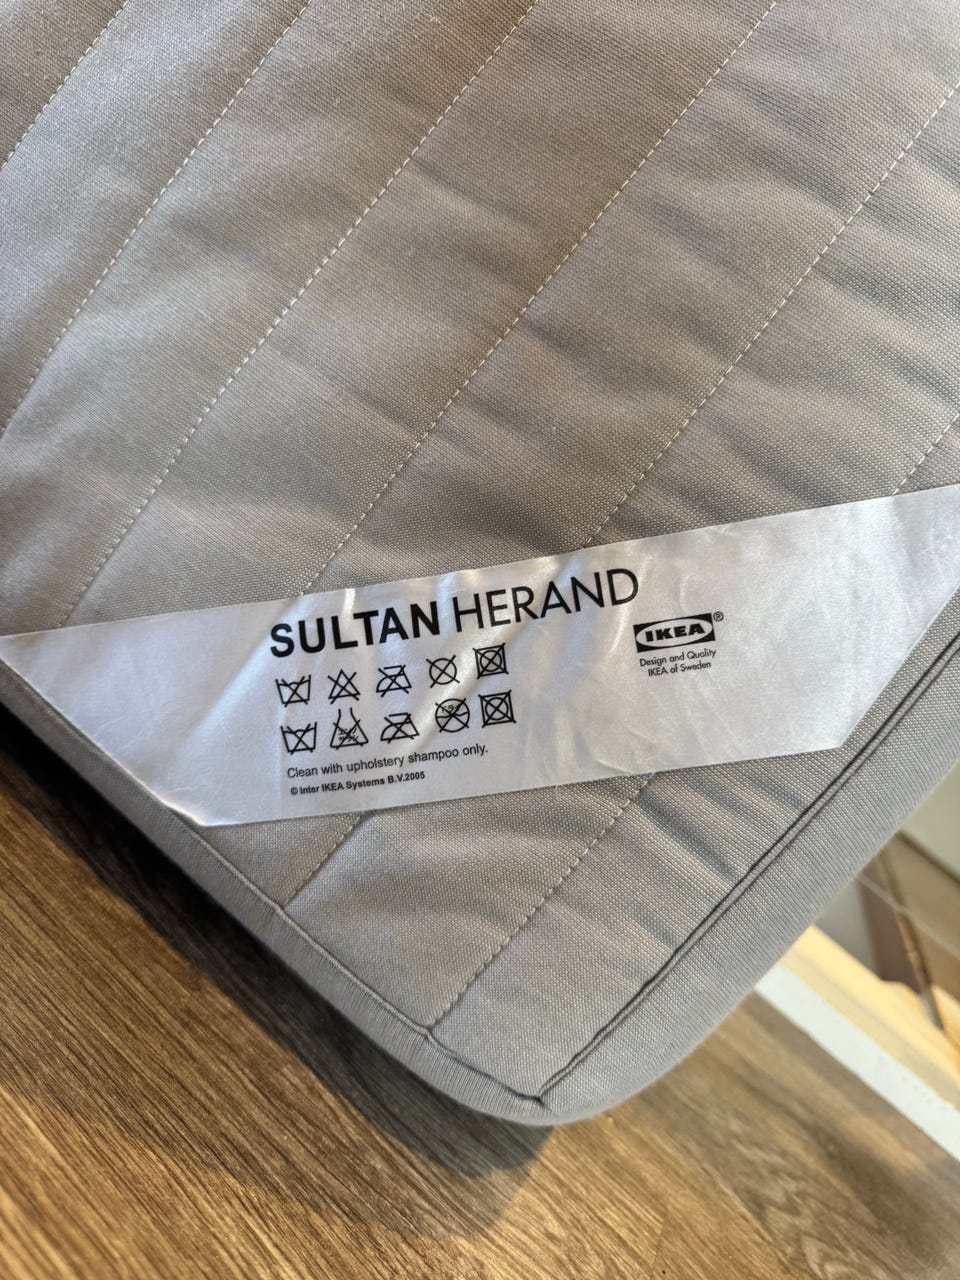 SULTAN HERAND
IKEA®
Design and Quality
IKEA of Sweden
Clean with upholstery shampoo only.
© Inter IKEA Systems B.V.2005